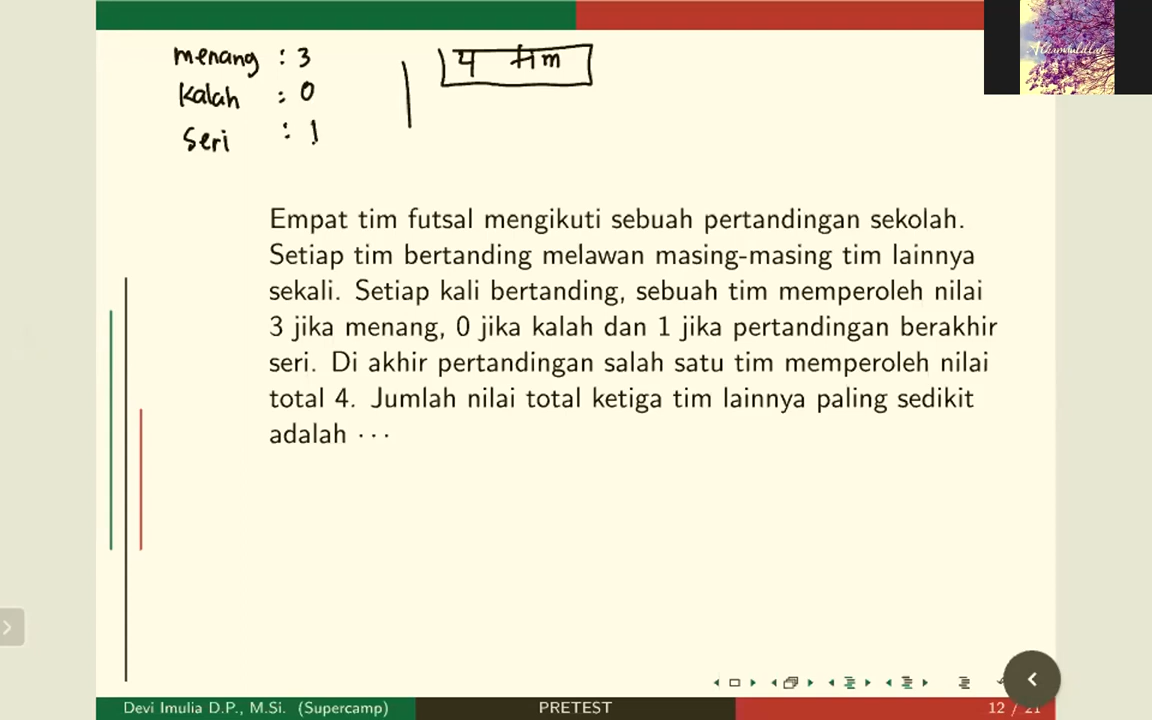 menang : 3
4 tim
Kalah : 0
Seri : 1
Empat tim futsal mengikuti sebuah pertandingan sekolah.
Setiap tim bertanding melawan masing-masing tim lainnya
sekali. Setiap kali bertanding, sebuah tim memperoleh nilai
3 jika menang, 0 jika kalah dan 1 jika pertandingan berakhir
seri. Di akhir pertandingan salah satu tim memperoleh nilai
total 4. Jumlah nilai total ketiga tim lainnya paling sedikit
adalah ···
Devi Imulia D.P., M.Si. (Supercamp) PRETEST 12 / 21